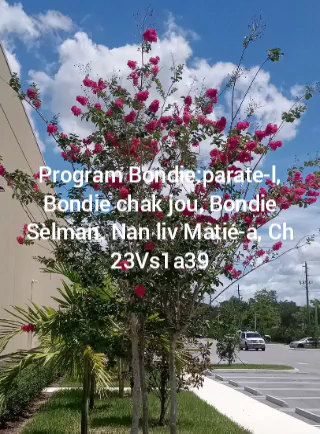 Program Bondie,parate-l,
Bondie chak jou, Bondie
Selman, Nan liv Matié-a, Ch
23Vs1a39